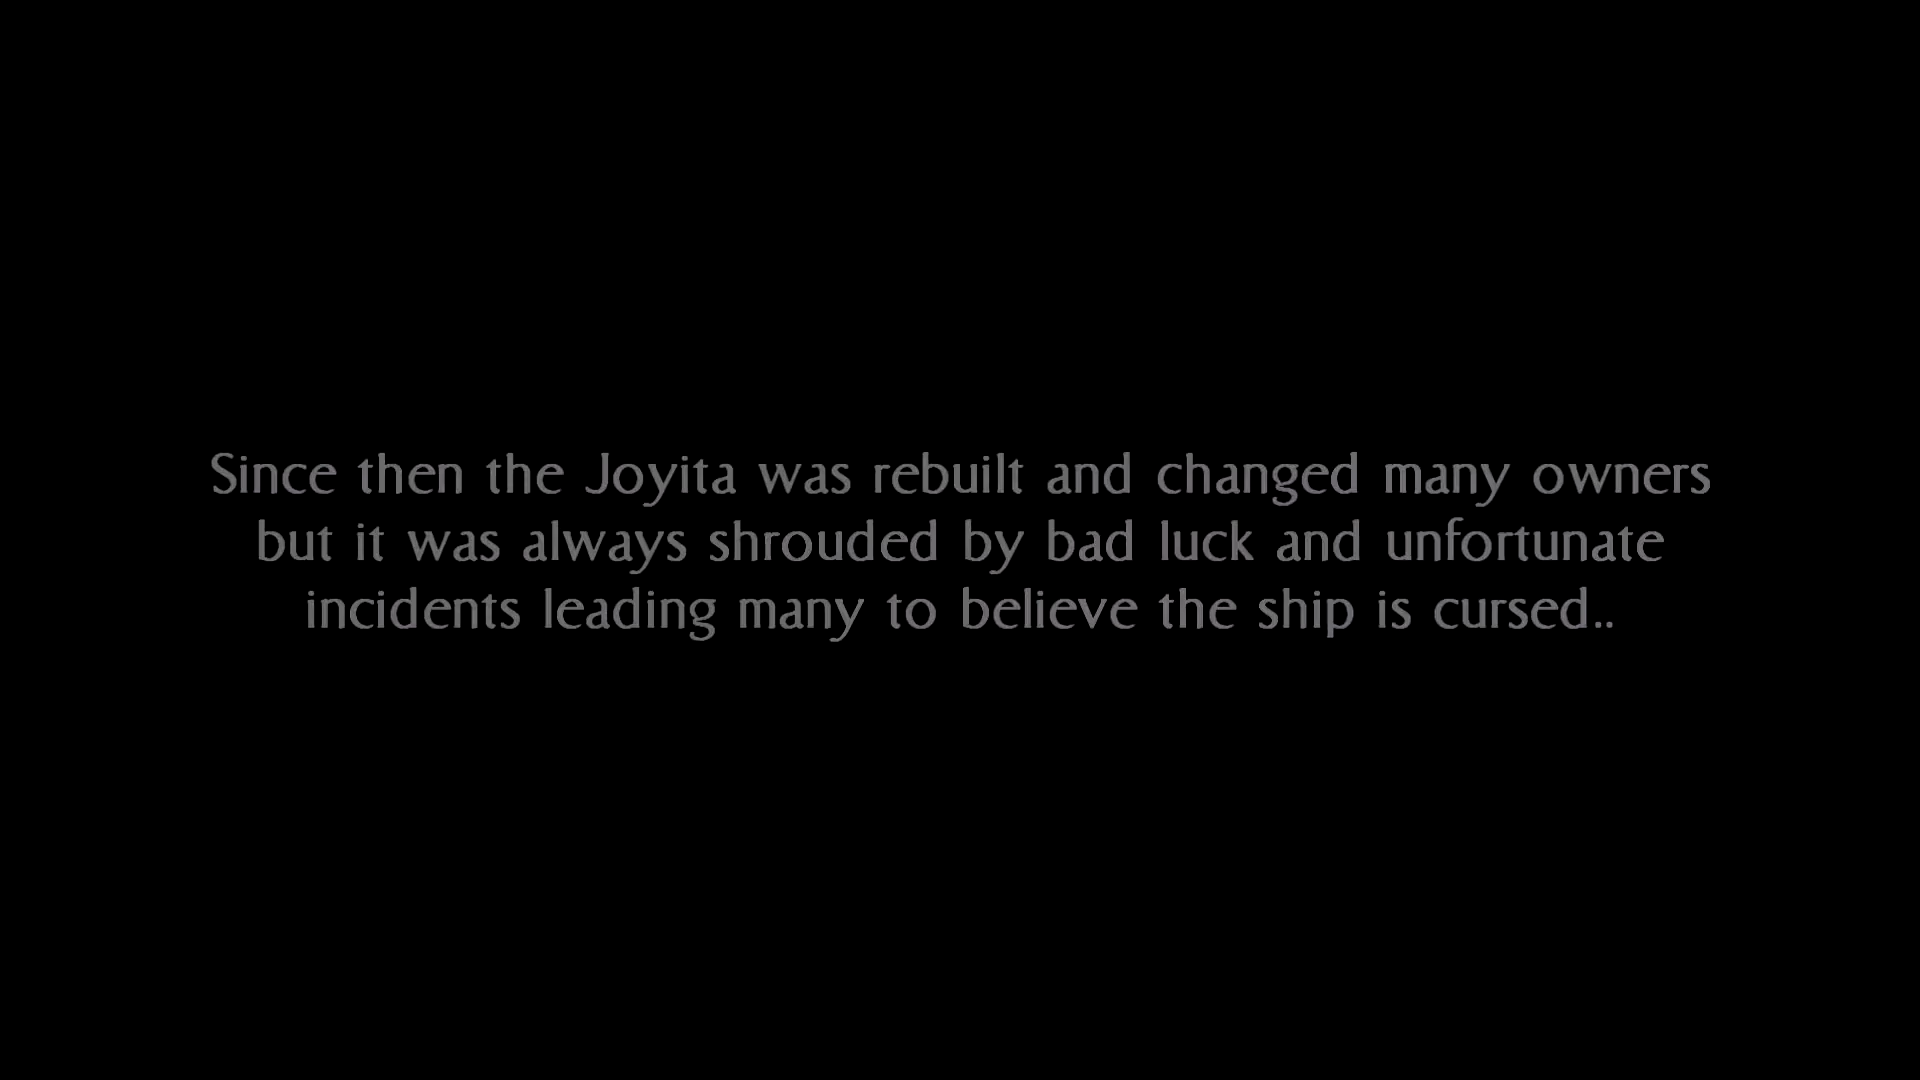 Since then the Joyita was rebuilt and changed many owners
but it was always shrouded by bad luck and unfortunate
incidents leading many to believe the ship is cursed..